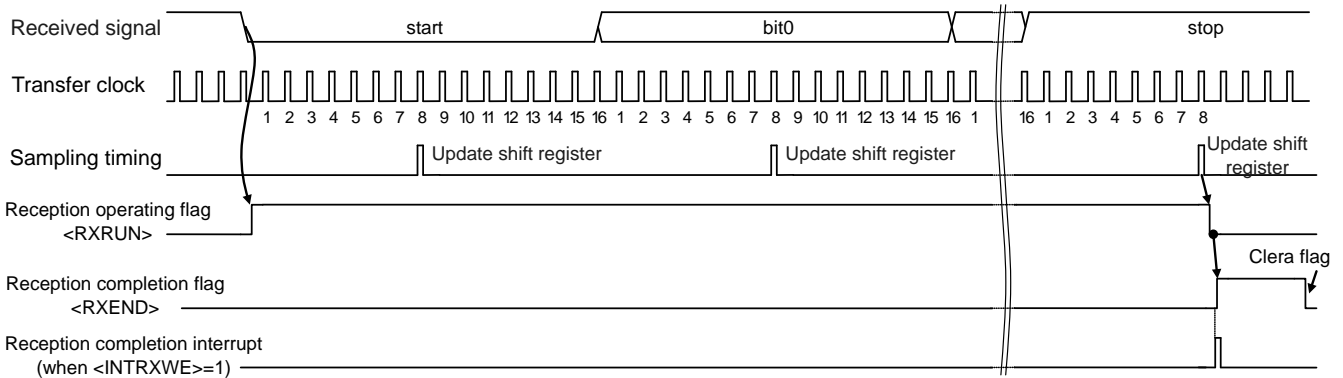 Received signal
start
bit0
stop
Transfer clock
1 2 3 4 5 6 7 8 9 10 11 12 13 14 15 16 1 2 3 4 5 6 7 8 9 10 11 12 13 14 15 16 1
16 1 2 3 4 5 6 7 8
Sampling timing
Update shift register
Update shift register
Update shift
register
Reception operating flag
<RXRUN>
Clera flag
Reception completion flag
<RXEND>
Reception completion interrupt
(when <INTRXWE>=1)